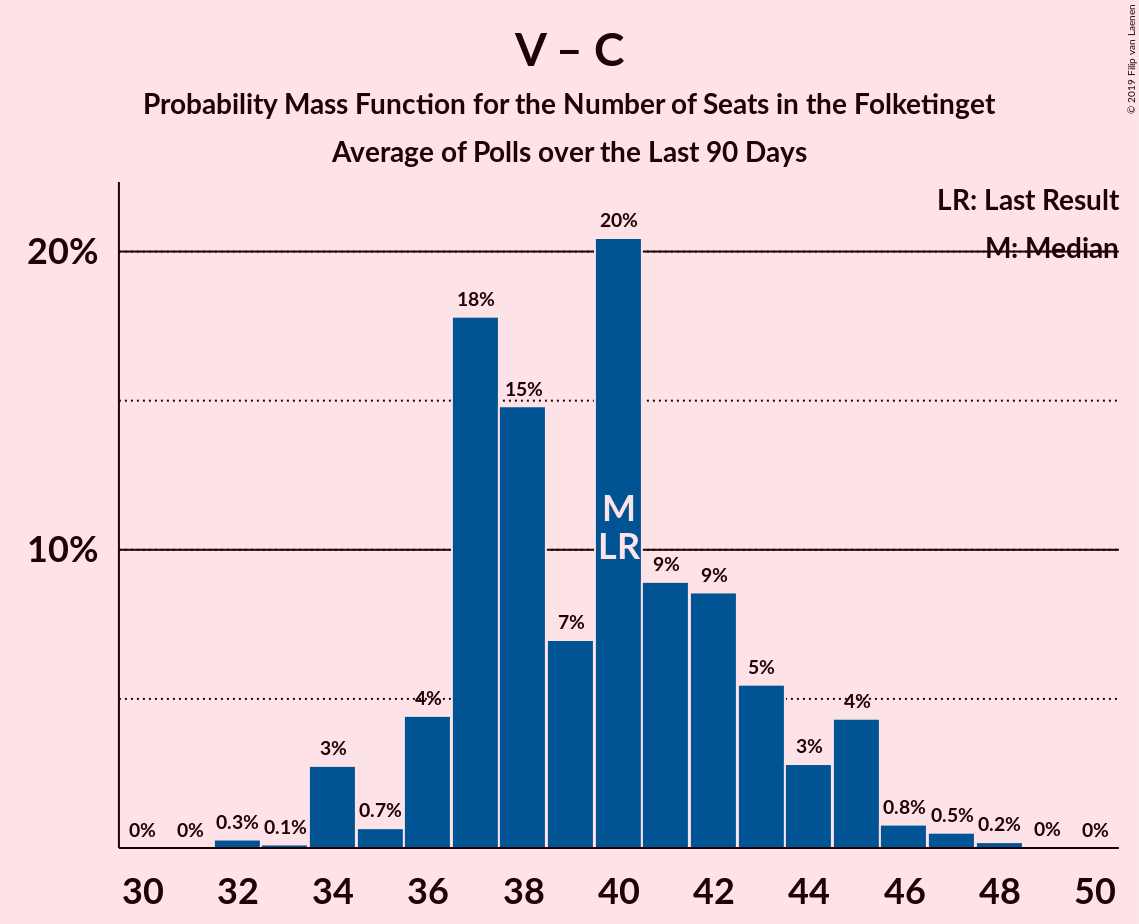 V – C
Probability Mass Function for the Number of Seats in the Folketinget
Average of Polls over the Last 90 Days
© 2019 Filip van Laenen
LR: Last Result
M: Median
20%
10%
0%
0%
0.3%
0.1%
3%
0.7%
4%
18%
15%
7%
20%
9%
9%
5%
3%
4%
0.8%
0.5%
0.2%
0%
0%
M
LR
30 32 34 36 38 40 42 44 46 48 50